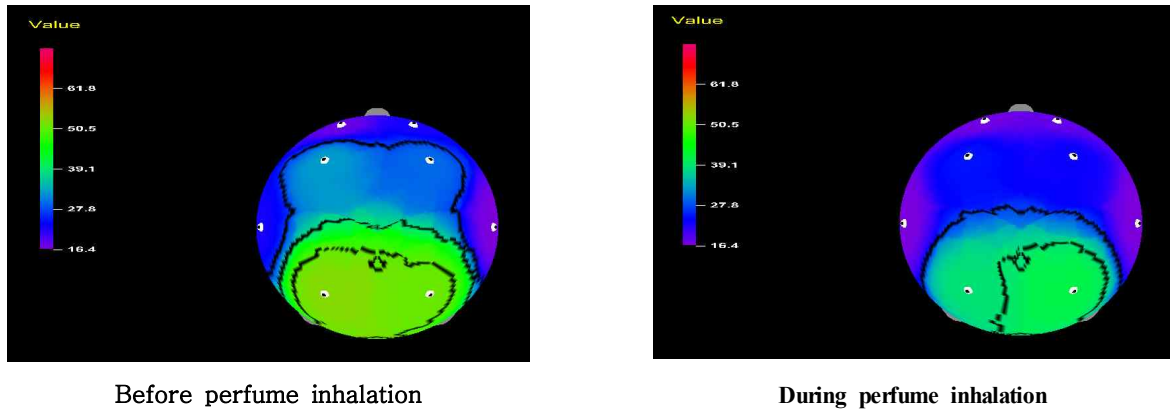 Value
61.8
50.5
39.1
27.8
16.4
Before perfume inhalation
Value
61.8
50.5
39.1
27.8
16.4
During perfume inhalation